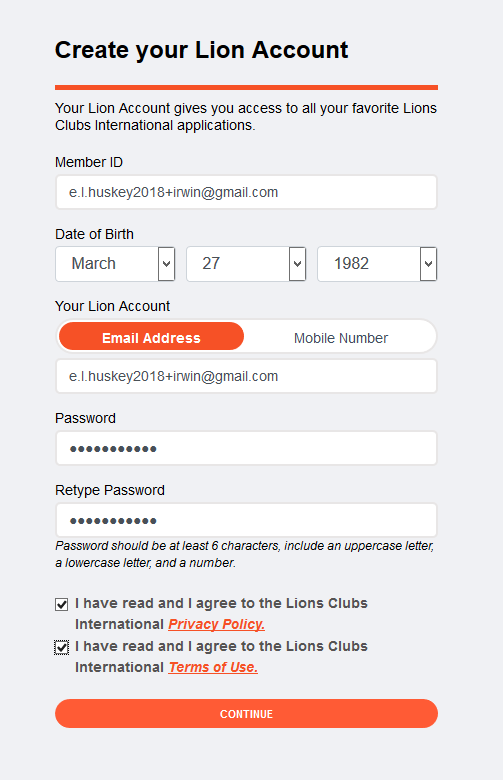 Create your Lion Account
Your Lion Account gives you access to all your favorite Lions
Clubs International applications.
Member ID
e.l.huskey2018+irwin@gmail.com
Date of Birth
March 27 1982
Your Lion Account
Email Address Mobile Number
e.l.huskey2018+irwin@gmail.com
Password
●●●●●●●●●●●
Retype Password
●●●●●●●●●●●
Password should be at least 6 characters, include an uppercase letter,
a lowercase letter, and a number.
I have read and I agree to the Lions Clubs
International Privacy Policy.
I have read and I agree to the Lions Clubs
International Terms of Use.
CONTINUE